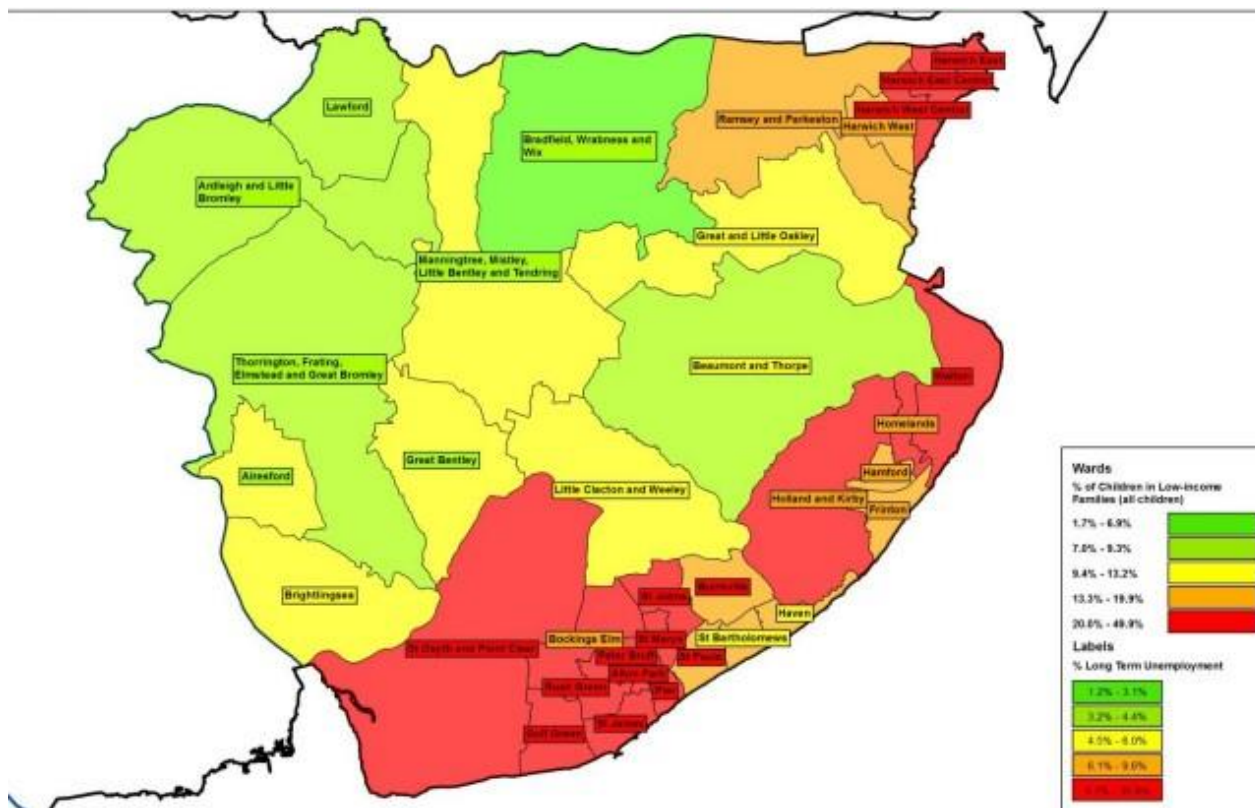 Harwich East
Harwich East Central
Lawford
Harwich West Central
Ramsey and Parkeston
Harwich West
Bradfield, Wrabness and
Wix
Ardleigh and Little
Bromley
Great and Little Oakley
Manningtree, Mistley,
Little Bentley and Tendring
Thorrington, Frating,
Elmstead and Great Bromley
Beaumont and Thorpe
Walton
Homelands
Great Bentley
Hamford
Alresford
Little Clacton and Weeley
Holland and Kirby
Frinton
Burrsville
Brightlingsea
St Johns
Haven
Bockings Elm
St Marys
St Bartholomews
St Osyth and Point Clear
Peter Bruff
St Pauls
Alton Park
Rush Green
Pier
St James
Golf Green
Wards
% of Children in Low-income
Families (all children)
1.7% - 6.9%
7.0% - 9.3%
9.4% - 13.2%
13.3% - 19.9%
20.0% - 49.9%
Labels
% Long Term Unemployment
1.2% - 3.1%
3.2% - 4.4%
4.5% - 6.0%